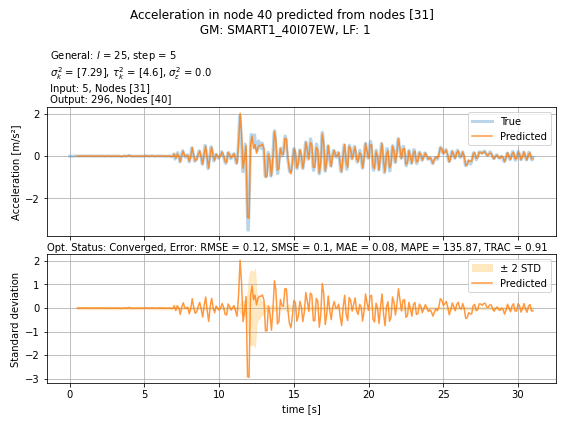 Acceleration in node 40 predicted from nodes [31]
GM: SMART1_40I07EW, LF: 1
General: l = 25, step = 5
σ²ₖ = [7.29], τ²ₖ = [4.6], σ²ε = 0.0
Input: 5, Nodes [31]
Output: 296, Nodes [40]
Acceleration [m/s²]
2
0
−2
True
Predicted
Opt. Status: Converged, Error: RMSE = 0.12, SMSE = 0.1, MAE = 0.08, MAPE = 135.87, TRAC = 0.91
Standard deviation
2
1
0
−1
−2
−3
± 2 STD
Predicted
0 5 10 15 20 25 30
time [s]